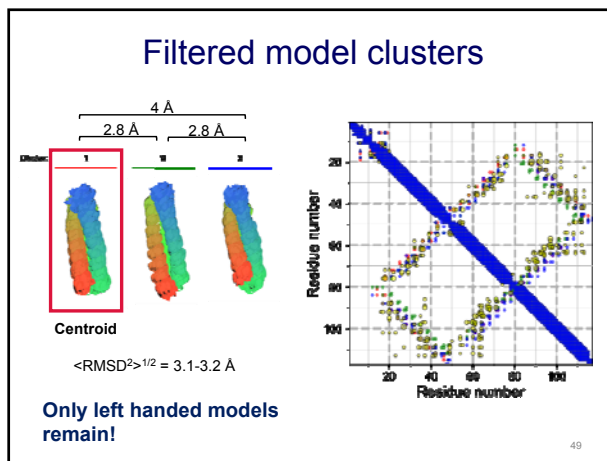 Filtered model clusters
4 Å
2.8 Å 2.8 Å
Cluster: 1
Centroid
<RMSD²>¹/² = 3.1-3.2 Å
Only left handed models
remain!
Residue number
20
40
60
80
100
20 40 60 80 100
Residue number
49